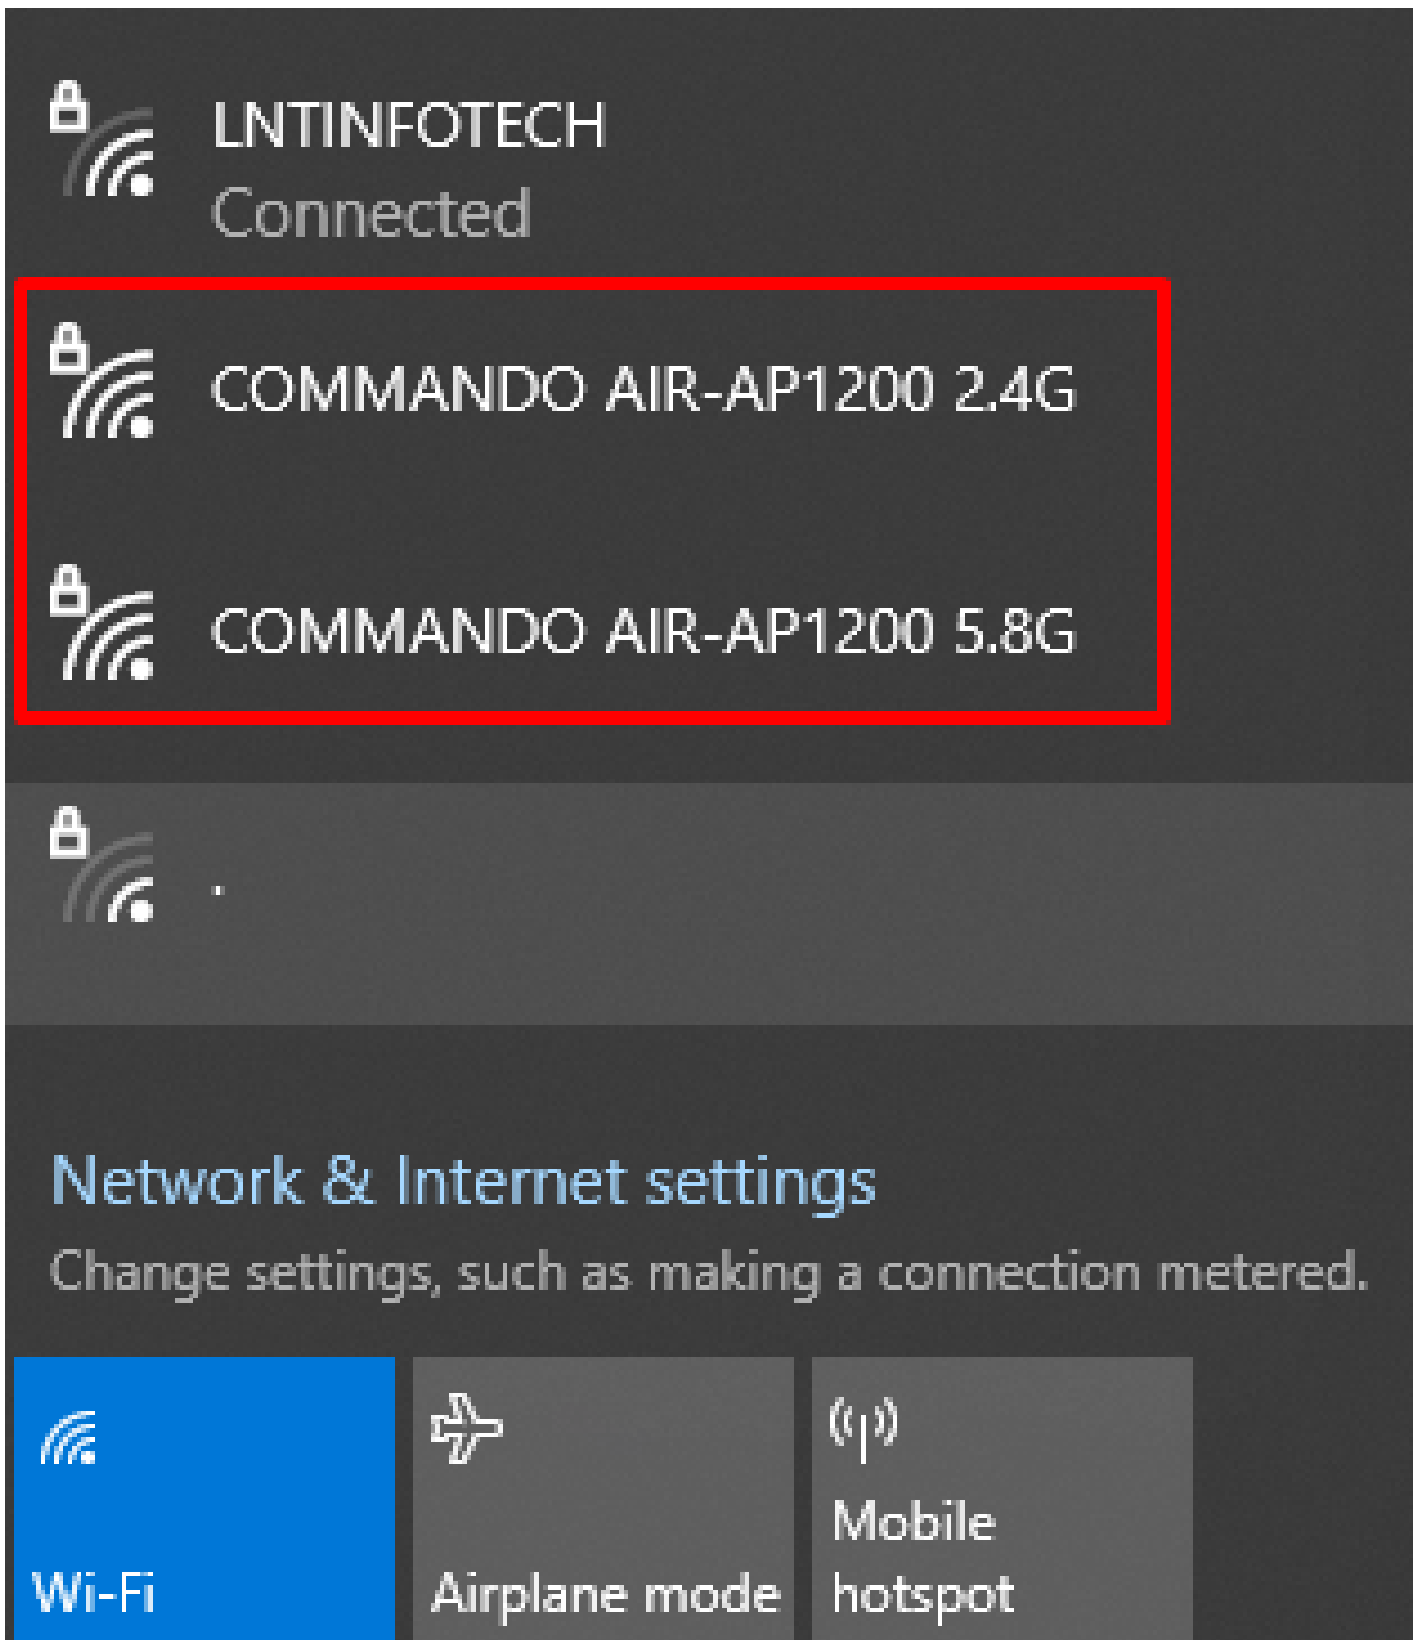 LNTINFOTECH
Connected
COMMANDO AIR-AP1200 2.4G
COMMANDO AIR-AP1200 5.8G
.
Network & Internet settings
Change settings, such as making a connection metered.
Wi-Fi
Airplane mode
Mobile
hotspot